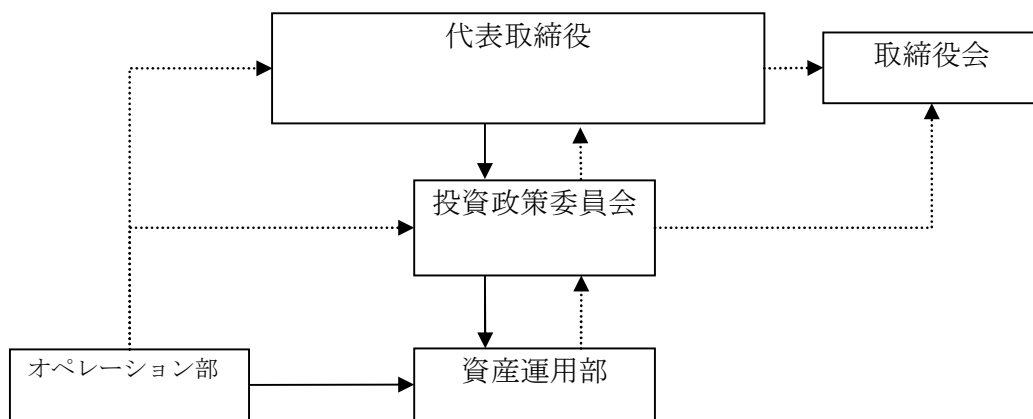 代表取締役
取締役会
投資政策委員会
オペレーション部
資産運用部